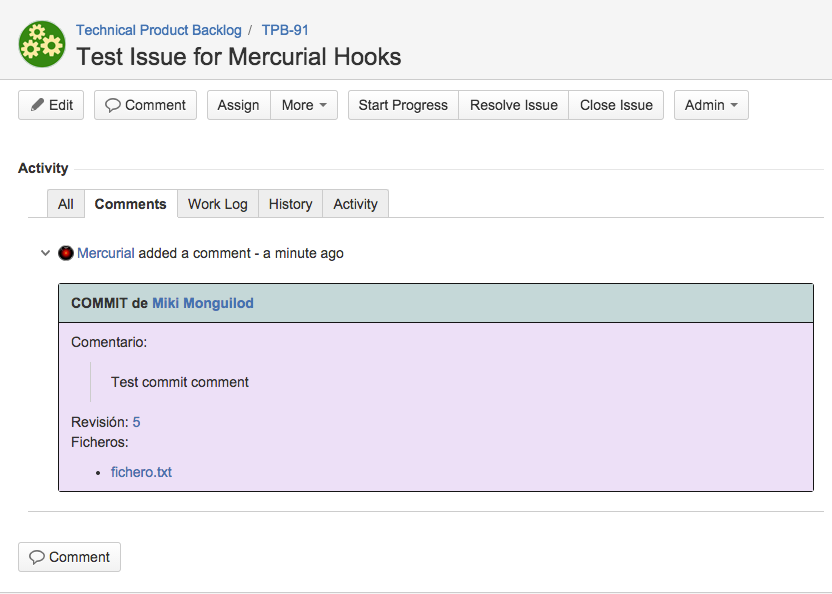 Technical Product Backlog / TPB-91
Test Issue for Mercurial Hooks
Edit Comment Assign More Start Progress Resolve Issue Close Issue Admin
Activity
All Comments Work Log History Activity
Mercurial added a comment - a minute ago
COMMIT de Miki Monguilod
Comentario:
Test commit comment
Revisión: 5
Ficheros:
• fichero.txt
Comment